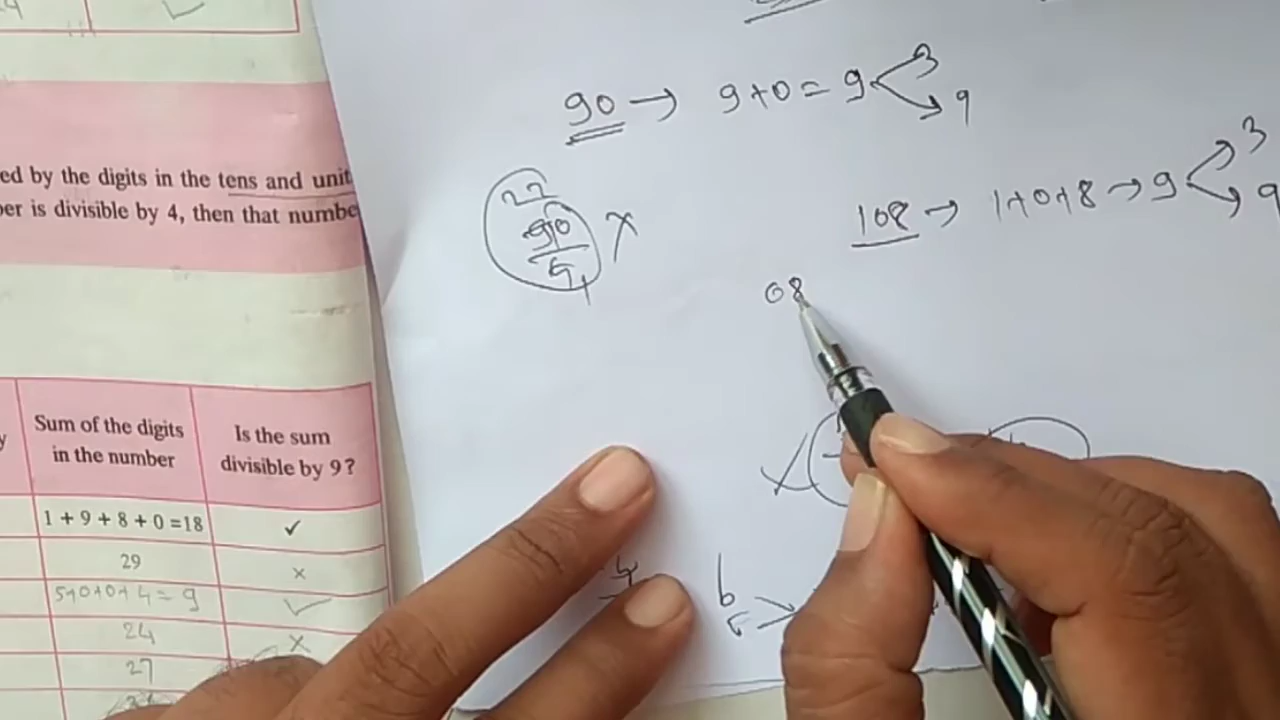 ed by the digits in the tens and unit
er is divisible by 4, then that numbe
Sum of the digits in the number
Is the sum divisible by 9?
1 + 9 + 8 + 0 = 18 ✓
29 ×
5+0+0+4 = 9 ✓
24 ×
27
90 → 9+0 = 9 3 9
22
90
4
×
108 → 1+0+8 → 9 3 9
08